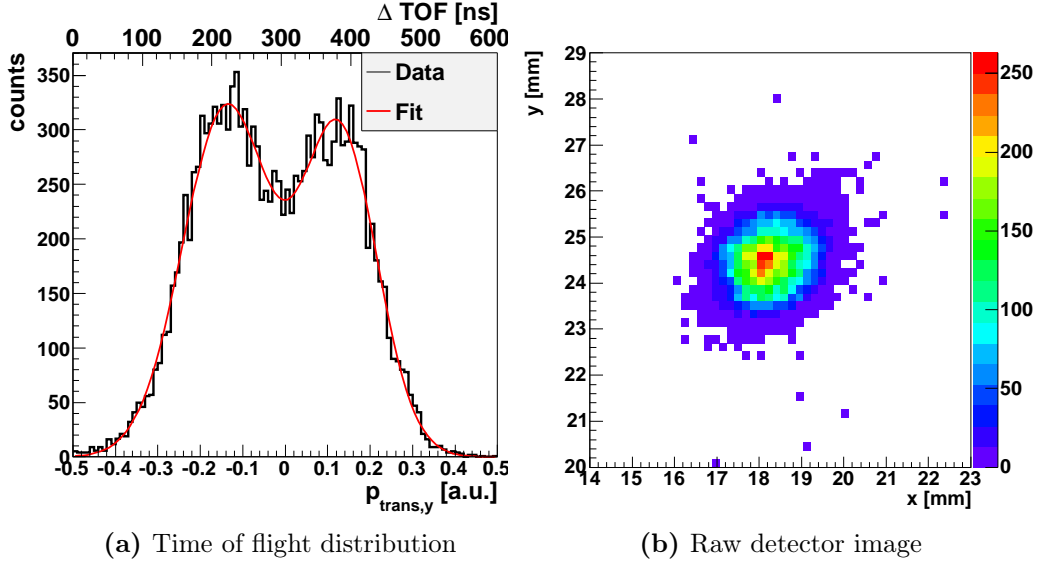 Δ TOF [ns]
0 100 200 300 400 500 600
counts
350
300
250
200
150
100
50
0
Data
Fit
-0.5 -0.4 -0.3 -0.2 -0.1 0 0.1 0.2 0.3 0.4 0.5
p_trans,y [a.u.]
(a) Time of flight distribution
y [mm]
29
28
27
26
25
24
23
22
21
20
14 15 16 17 18 19 20 21 22 23
x [mm]
250
200
150
100
50
0
(b) Raw detector image